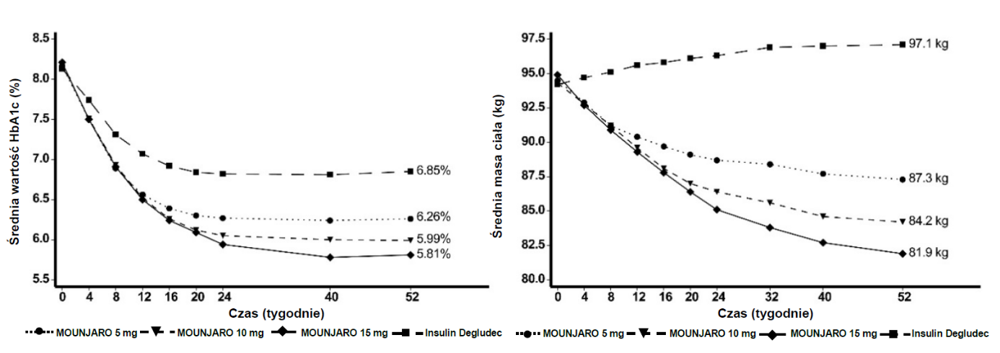 Średnia wartość HbA1c (%)
8.5
8.0
7.5
7.0
6.5
6.0
5.5
6.85%
6.26%
5.99%
5.81%
0 4 8 12 16 20 24 40 52
Czas (tygodnie)
MOUNJARO 5 mg MOUNJARO 10 mg MOUNJARO 15 mg Insulin Degludec
Średnia masa ciała (kg)
97.5
95.0
92.5
90.0
87.5
85.0
82.5
80.0
97.1 kg
87.3 kg
84.2 kg
81.9 kg
0 4 8 12 16 20 24 32 40 52
Czas (tygodnie)
MOUNJARO 5 mg MOUNJARO 10 mg MOUNJARO 15 mg Insulin Degludec